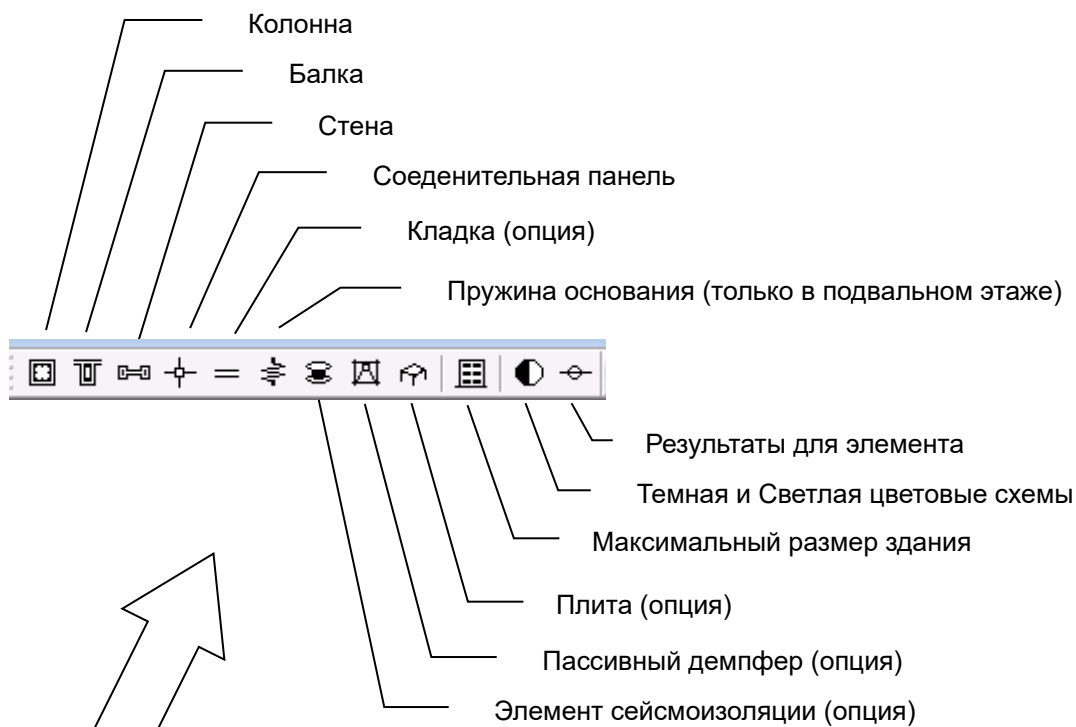 Колонна
Балка
Стена
Соеденительная панель
Кладка (опция)
Пружина основания (только в подвальном этаже)
Результаты для элемента
Темная и Светлая цветовые схемы
Максимальный размер здания
Плита (опция)
Пассивный демпфер (опция)
Элемент сейсмоизоляции (опция)